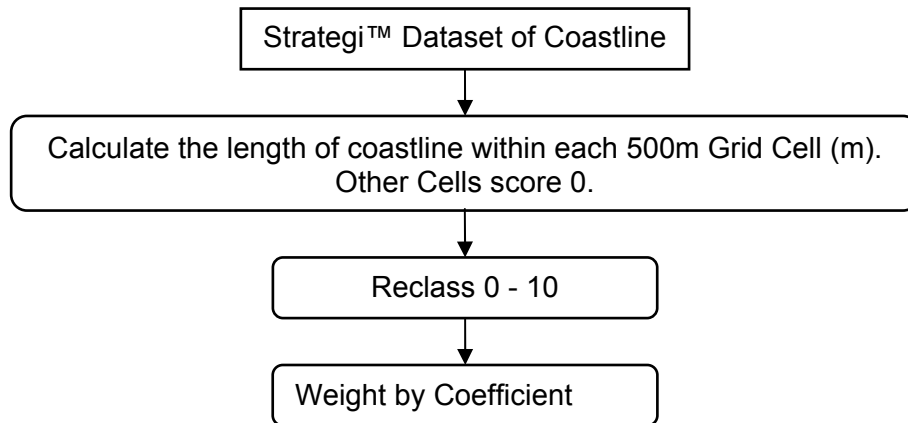 Strategi™ Dataset of Coastline
Calculate the length of coastline within each 500m Grid Cell (m).
Other Cells score 0.
Reclass 0 - 10
Weight by Coefficient